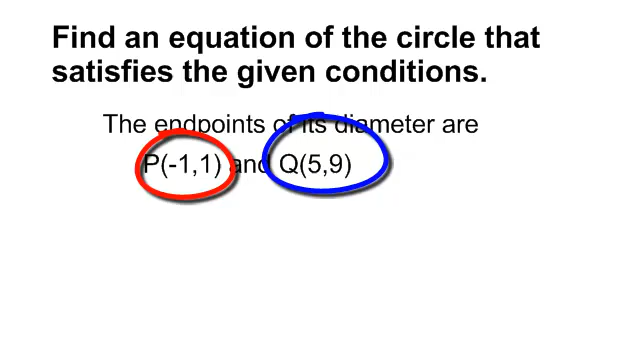 Find an equation of the circle that
satisfies the given conditions.
The endpoints of its diameter are
P(-1,1) and Q(5,9)